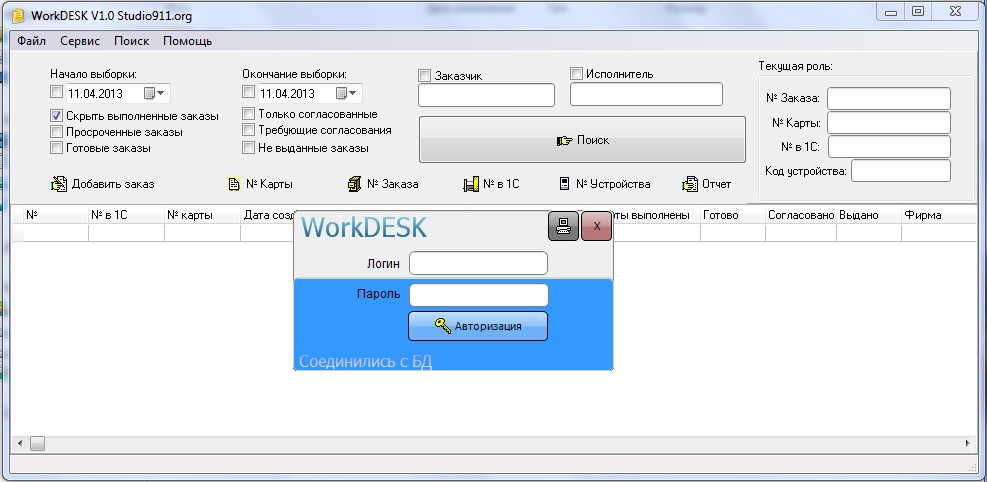 WorkDESK V1.0 Studio911.org
Файл Сервис Поиск Помощь
Начало выборки: Окончание выборки: Заказчик Исполнитель Текущая роль:
11.04.2013 11.04.2013
Скрыть выполненные заказы Только согласованные № Заказа:
Просроченные заказы Требующие согласования Поиск № Карты:
Готовые заказы Не выданные заказы № в 1С:
Код устройства:
Добавить заказ № Карты № Заказа № в 1С № Устройства Отчет
№ № в 1С № карты Дата созд ты выполнены Готово Согласовано Выдано Фирма
WorkDESK X
Логин
Пароль
Авторизация
Соединились с БД